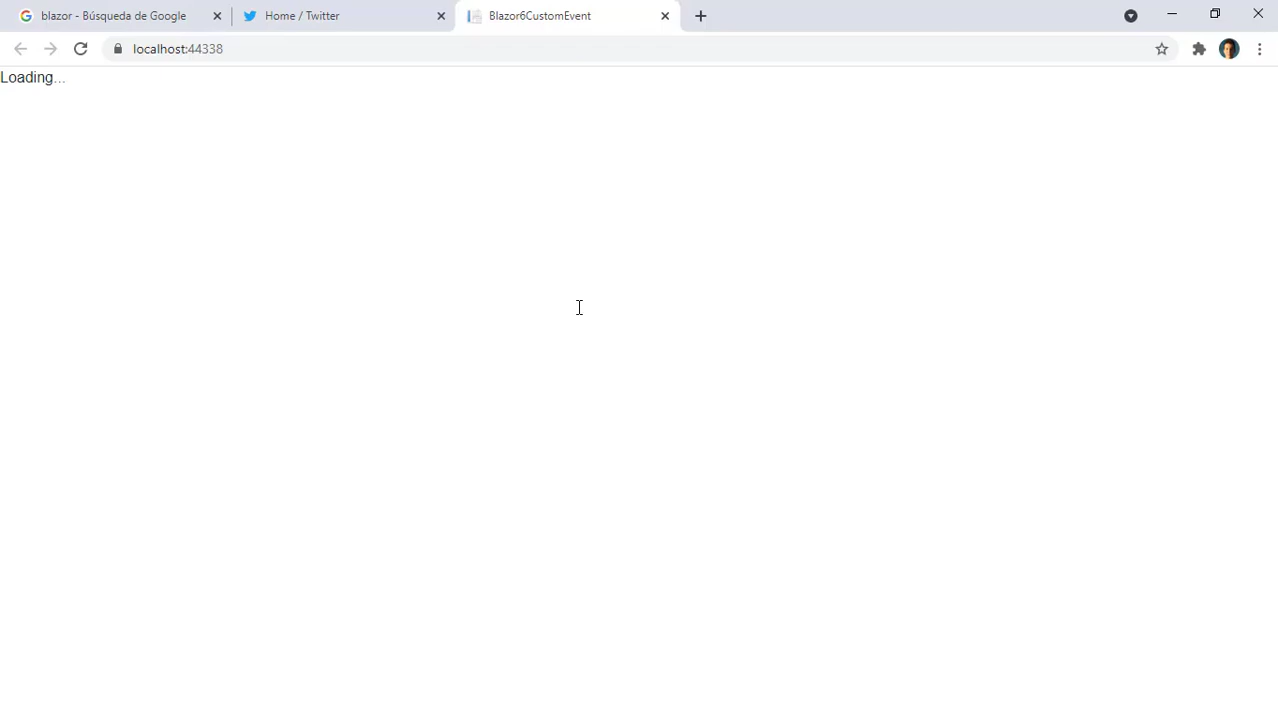 blazor - Búsqueda de Google
Home / Twitter
Blazor6CustomEvent
localhost:44338
Loading...